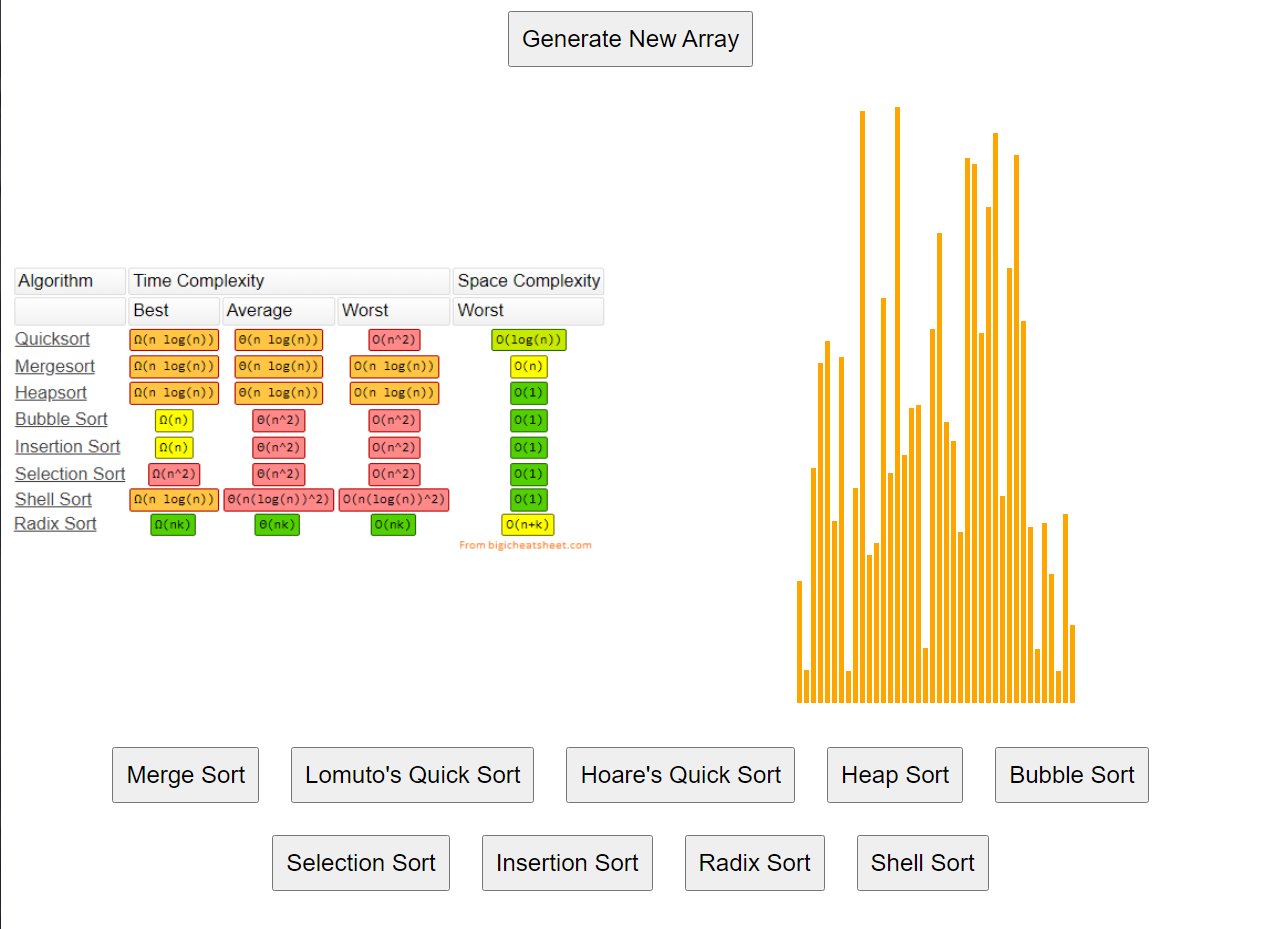 Generate New Array
Algorithm Time Complexity Space Complexity
Best Average Worst Worst
Quicksort Ω(n log(n)) Θ(n log(n)) O(n^2) O(log(n))
Mergesort Ω(n log(n)) Θ(n log(n)) O(n log(n)) O(n)
Heapsort Ω(n log(n)) Θ(n log(n)) O(n log(n)) O(1)
Bubble Sort Ω(n) Θ(n^2) O(n^2) O(1)
Insertion Sort Ω(n) Θ(n^2) O(n^2) O(1)
Selection Sort Ω(n^2) Θ(n^2) O(n^2) O(1)
Shell Sort Ω(n log(n)) Θ(n(log(n))^2) O(n(log(n))^2) O(1)
Radix Sort Ω(nk) Θ(nk) O(nk) O(n+k)
From bigicheatsheet.com
Merge Sort Lomuto's Quick Sort Hoare's Quick Sort Heap Sort Bubble Sort
Selection Sort Insertion Sort Radix Sort Shell Sort